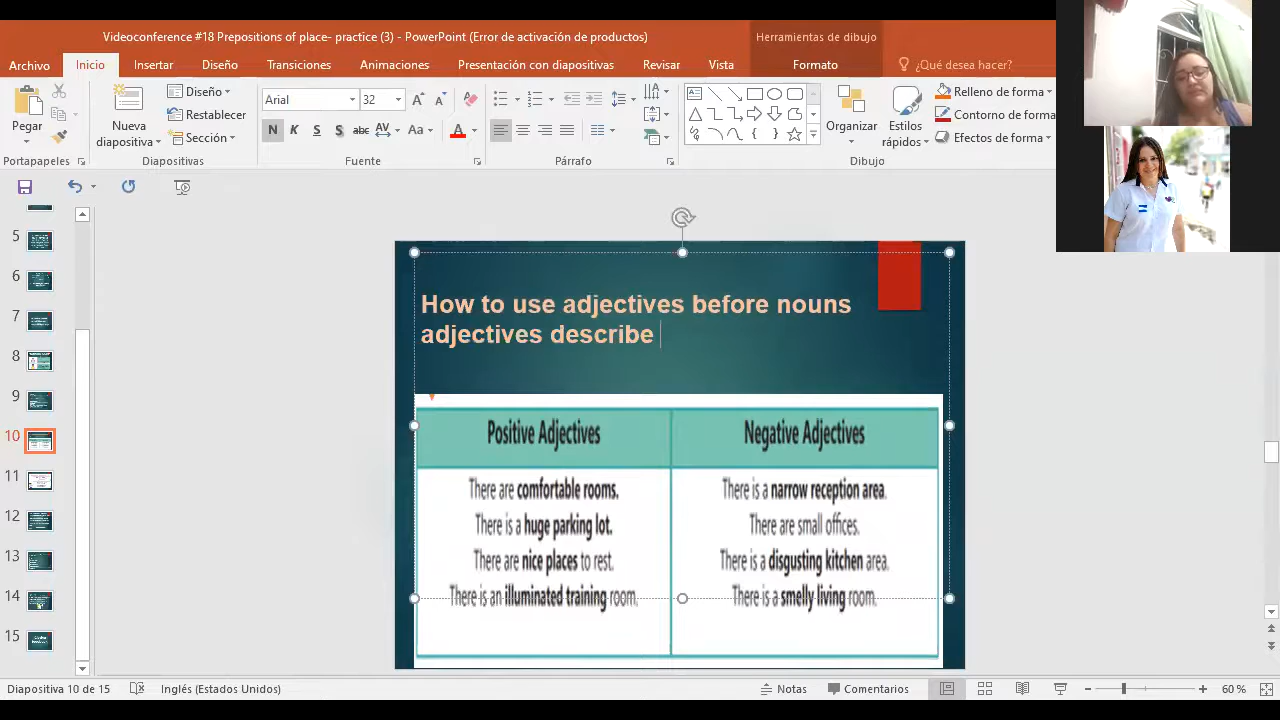 Videoconference #18 Prepositions of place- practice (3) - PowerPoint (Error de activación de productos)
Herramientas de dibujo
Archivo Inicio Insertar Diseño Transiciones Animaciones Presentación con diapositivas Revisar Vista Formato ¿Qué desea hacer?
Pegar
Nueva diapositiva
Diseño
Restablecer
Sección
Arial 32
N K S S abc AV Aa A
Organizar
Estilos rápidos
Relleno de forma
Contorno de forma
Efectos de forma
Portapapeles Diapositivas Fuente Párrafo Dibujo
5
6
7
8
9
10
11
12
13
14
15
How to use adjectives before nouns
adjectives describe
Positive Adjectives Negative Adjectives
There are comfortable rooms. There is a narrow reception area.
There is a huge parking lot. There are small offices.
There are nice places to rest. There is a disgusting kitchen area.
There is an illuminated training room. There is a smelly living room.
Diapositiva 10 de 15 Inglés (Estados Unidos) Notas Comentarios 60 %